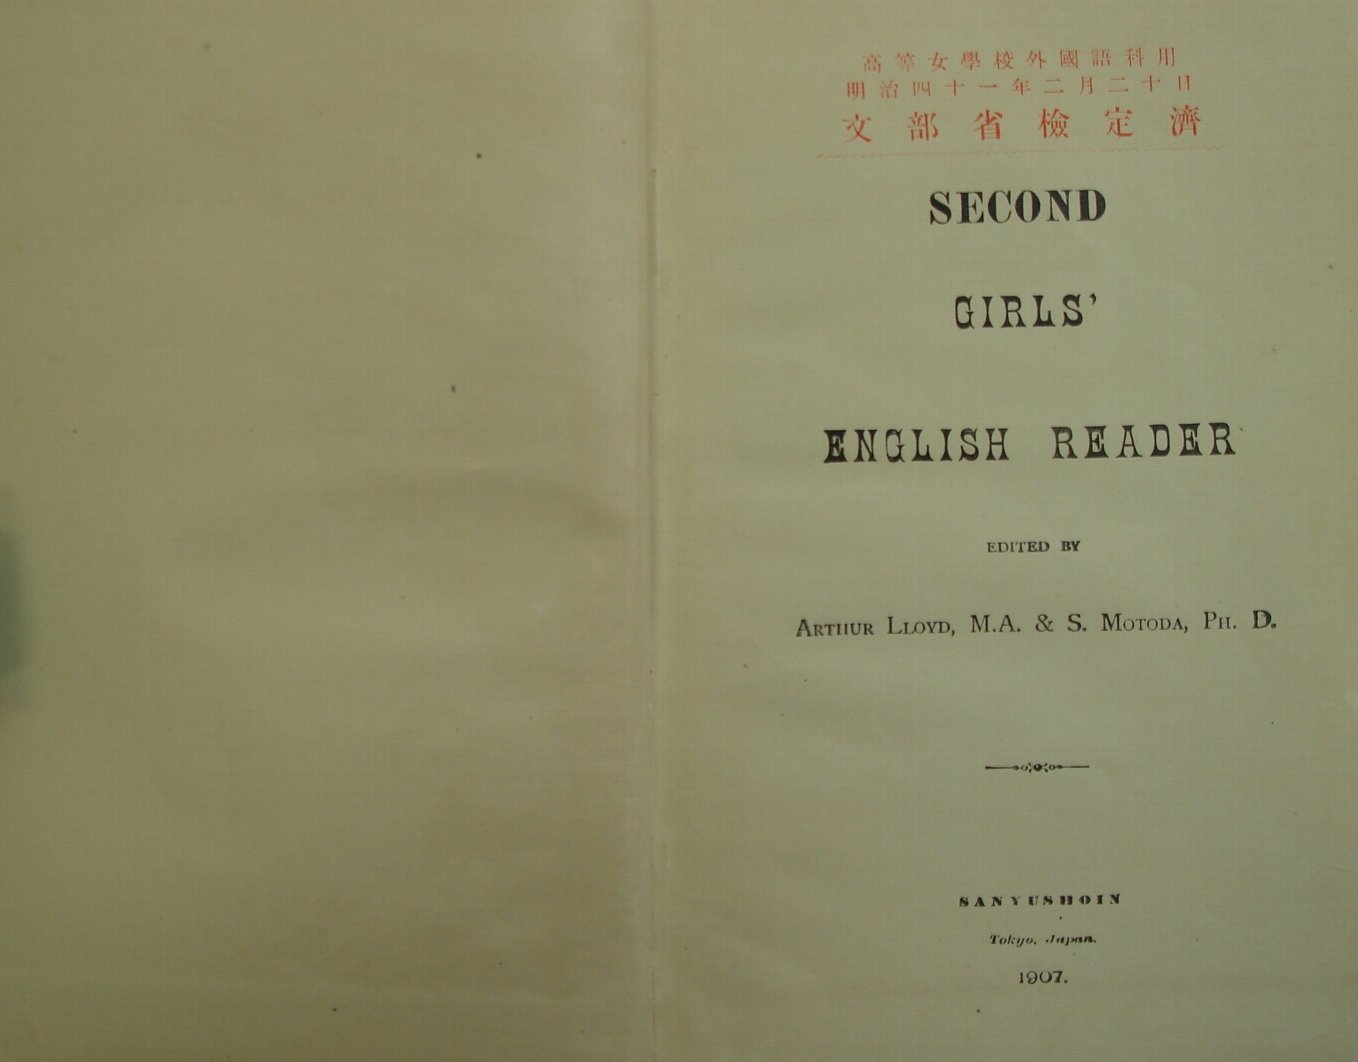 高等女學校外國語科用
明治四十一年二月二十日
文部省檢定濟
SECOND
GIRLS'
ENGLISH READER
EDITED BY
ARTHUR LLOYD, M.A. & S. MOTODA, PH. D.
SANYUSHOIN
Tokyo, Japan.
1907.